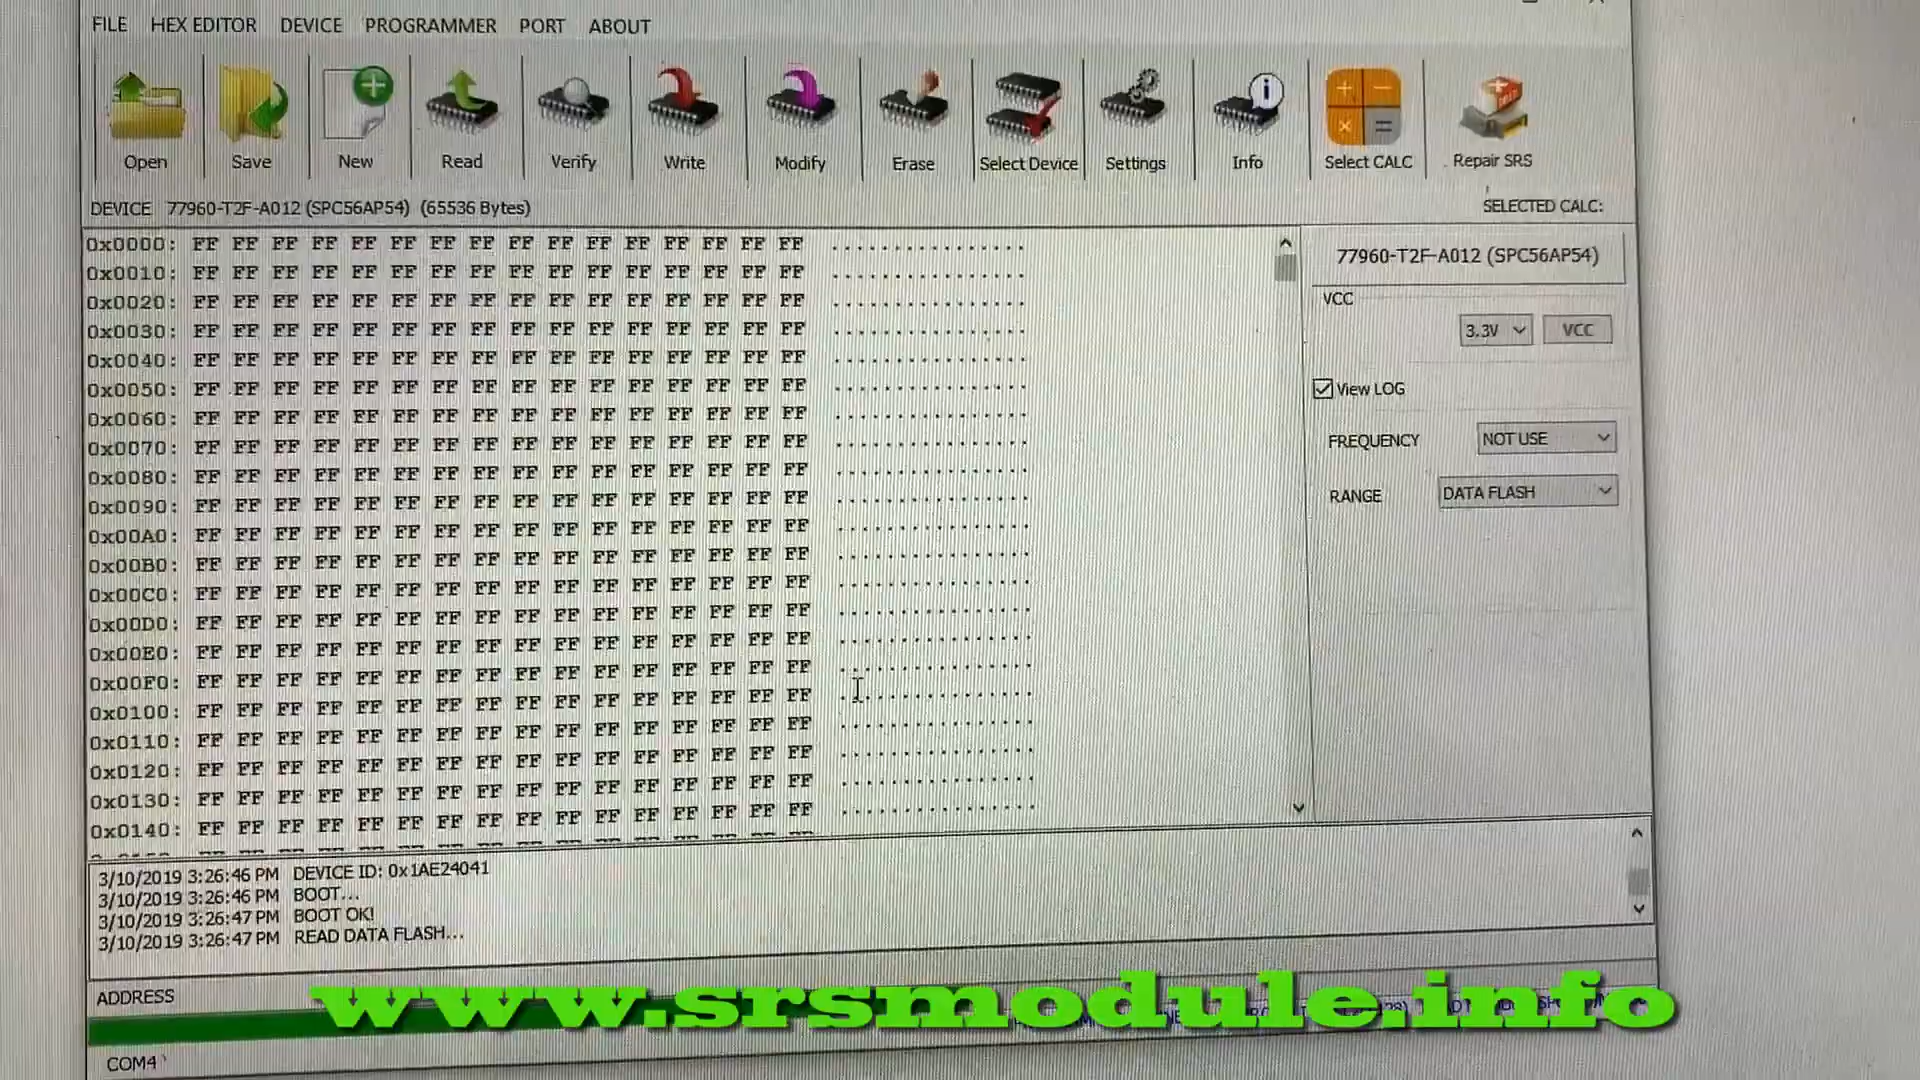 FILE HEX EDITOR DEVICE PROGRAMMER PORT ABOUT
Open Save New Read Verify Write Modify Erase Select Device Settings Info Select CALC Repair SRS
DEVICE 77960-T2F-A012 (SPC56AP54) (65536 Bytes)
SELECTED CALC:
0x0000: FF FF FF FF FF FF FF FF FF FF FF FF FF FF FF FF ................
0x0010: FF FF FF FF FF FF FF FF FF FF FF FF FF FF FF FF ................
0x0020: FF FF FF FF FF FF FF FF FF FF FF FF FF FF FF FF ................
0x0030: FF FF FF FF FF FF FF FF FF FF FF FF FF FF FF FF ................
0x0040: FF FF FF FF FF FF FF FF FF FF FF FF FF FF FF FF ................
0x0050: FF FF FF FF FF FF FF FF FF FF FF FF FF FF FF FF ................
0x0060: FF FF FF FF FF FF FF FF FF FF FF FF FF FF FF FF ................
0x0070: FF FF FF FF FF FF FF FF FF FF FF FF FF FF FF FF ................
0x0080: FF FF FF FF FF FF FF FF FF FF FF FF FF FF FF FF ................
0x0090: FF FF FF FF FF FF FF FF FF FF FF FF FF FF FF FF ................
0x00A0: FF FF FF FF FF FF FF FF FF FF FF FF FF FF FF FF ................
0x00B0: FF FF FF FF FF FF FF FF FF FF FF FF FF FF FF FF ................
0x00C0: FF FF FF FF FF FF FF FF FF FF FF FF FF FF FF FF ................
0x00D0: FF FF FF FF FF FF FF FF FF FF FF FF FF FF FF FF ................
0x00E0: FF FF FF FF FF FF FF FF FF FF FF FF FF FF FF FF ................
0x00F0: FF FF FF FF FF FF FF FF FF FF FF FF FF FF FF FF ................
0x0100: FF FF FF FF FF FF FF FF FF FF FF FF FF FF FF FF ................
0x0110: FF FF FF FF FF FF FF FF FF FF FF FF FF FF FF FF ................
0x0120: FF FF FF FF FF FF FF FF FF FF FF FF FF FF FF FF ................
0x0130: FF FF FF FF FF FF FF FF FF FF FF FF FF FF FF FF ................
0x0140: FF FF FF FF FF FF FF FF FF FF FF FF FF FF FF FF ................
77960-T2F-A012 (SPC56AP54)
VCC
3.3V VCC
View LOG
FREQUENCY NOT USE
RANGE DATA FLASH
3/10/2019 3:26:46 PM DEVICE ID: 0x1AE24041
3/10/2019 3:26:46 PM BOOT...
3/10/2019 3:26:47 PM BOOT OK!
3/10/2019 3:26:47 PM READ DATA FLASH...
ADDRESS
www.srsmodule.info
COM4